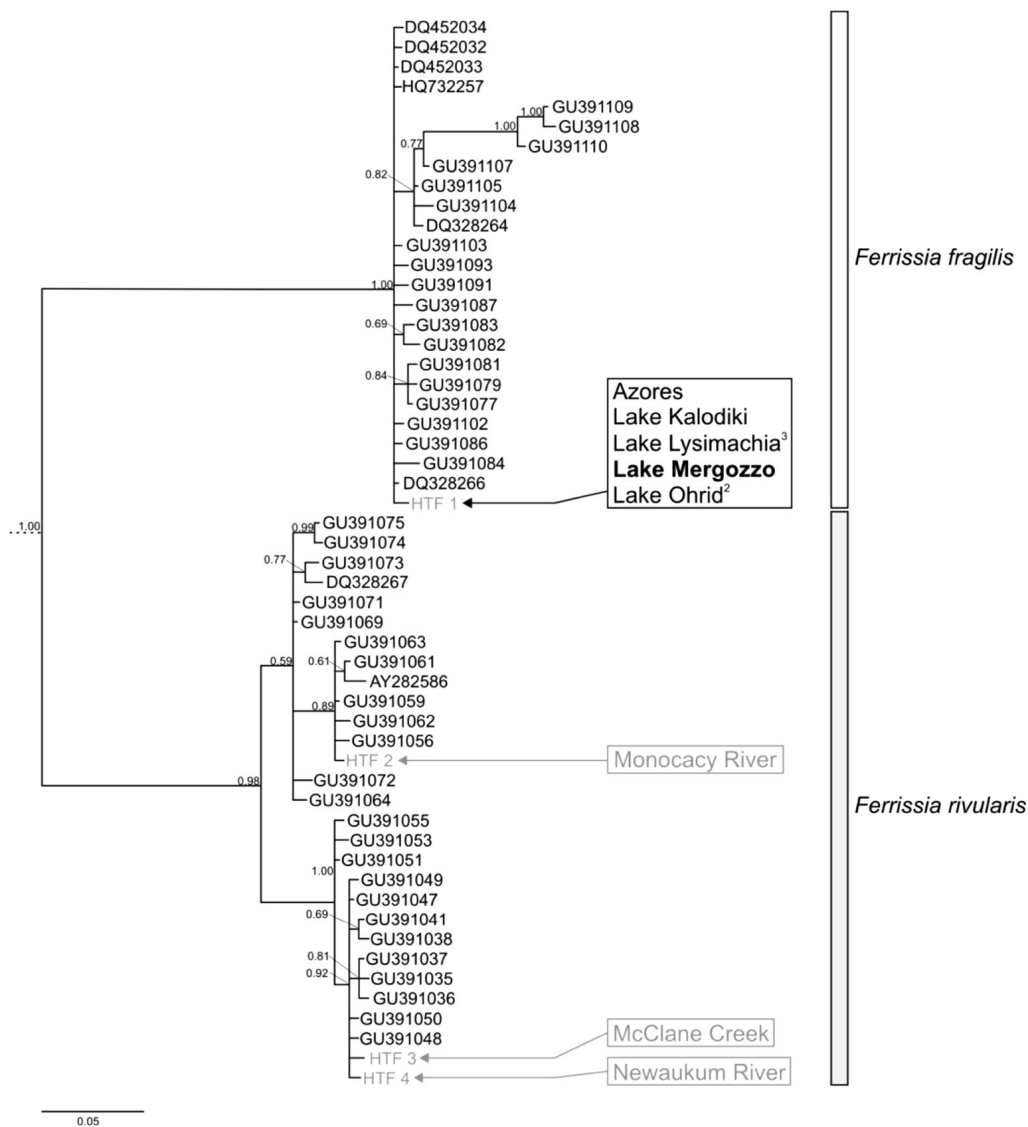 DQ452034
DQ452032
DQ452033
HQ732257
GU391109
1.00
GU391108
1.00
GU391110
0.77
GU391107
0.82
GU391105
GU391104
DQ328264
GU391103
GU391093
1.00
GU391091
GU391087
0.69
GU391083
GU391082
GU391081
0.84
GU391079
GU391077
GU391102
GU391086
GU391084
DQ328266
HTF 1
Azores
Lake Kalodiki
Lake Lysimachia3
Lake Mergozzo
Lake Ohrid2
Ferrissia fragilis
1.00
GU391075
0.99
GU391074
0.77
GU391073
DQ328267
GU391071
GU391069
GU391063
0.59
0.61
GU391061
AY282586
0.89
GU391059
GU391062
GU391056
HTF 2
Monocacy River
0.98
GU391072
GU391064
Ferrissia rivularis
GU391055
GU391053
GU391051
1.00
GU391049
GU391047
0.69
GU391041
GU391038
0.81
GU391037
0.92
GU391035
GU391036
GU391050
GU391048
HTF 3
McClane Creek
HTF 4
Newaukum River
0.05